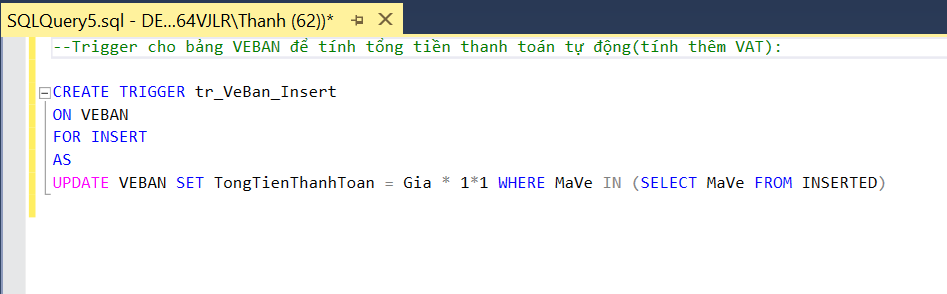 SQLQuery5.sql - DE...64VJLR\Thanh (62))*
--Trigger cho bảng VEBAN để tính tổng tiền thanh toán tự động(tính thêm VAT):
CREATE TRIGGER tr_VeBan_Insert
ON VEBAN
FOR INSERT
AS
UPDATE VEBAN SET TongTienThanhToan = Gia * 1*1 WHERE MaVe IN (SELECT MaVe FROM INSERTED)